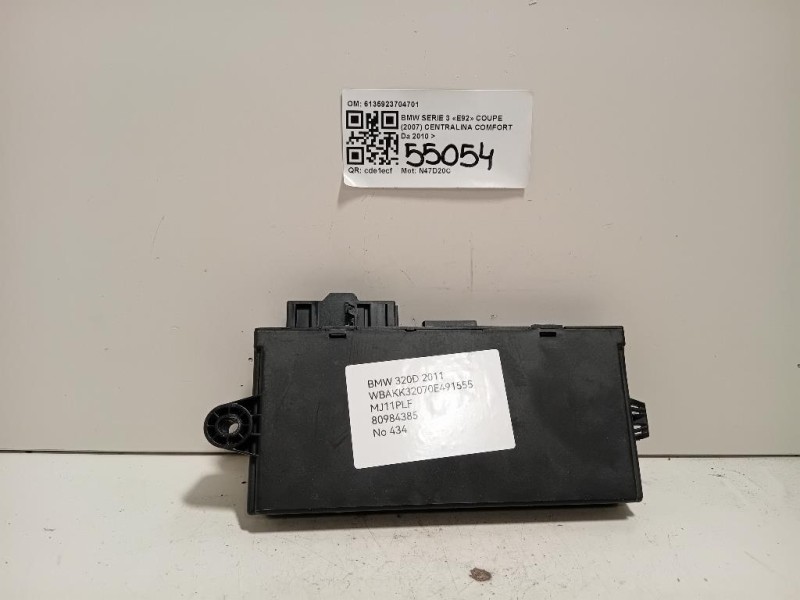 OM: 6135923704701
BMW SERIE 3 «E92» COUPE
(2007) CENTRALINA COMFORT
Da 2010 >
55054
QR: cde1ecf Mot: N47D20C
BMW 320D 2011
WBAKK32070E491555
MJ11PLF
80984385
No 434